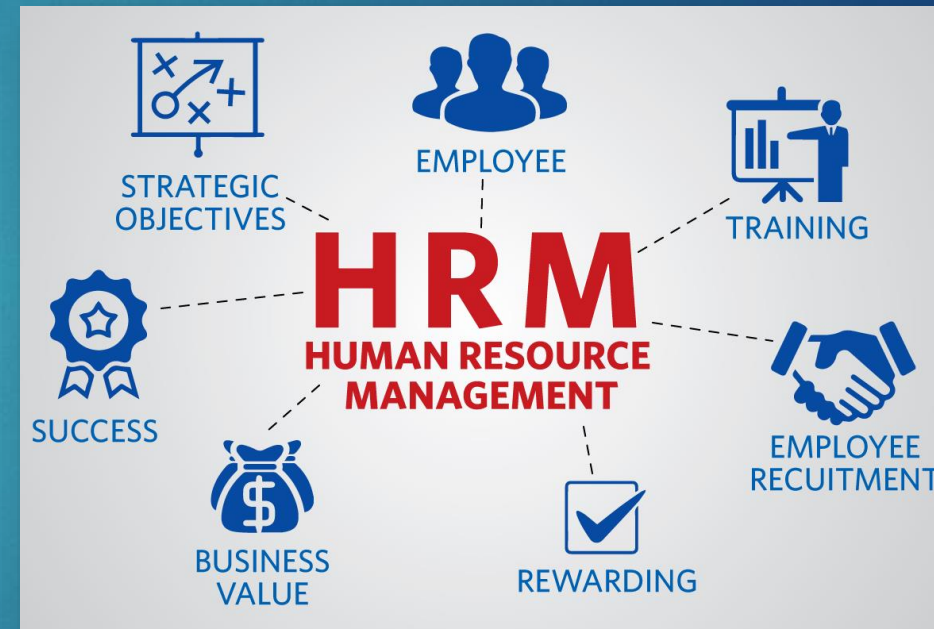 STRATEGIC
OBJECTIVES
EMPLOYEE
TRAINING
HRM
HUMAN RESOURCE
MANAGEMENT
SUCCESS
EMPLOYEE
RECUITMENT
BUSINESS
VALUE
REWARDING